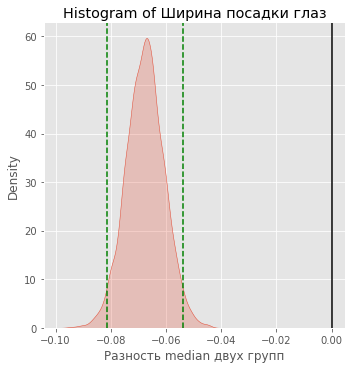 Histogram of Ширина посадки глаз
60
50
40
30
20
10
0
Density
−0.10 −0.08 −0.06 −0.04 −0.02 0.00
Разность median двух групп